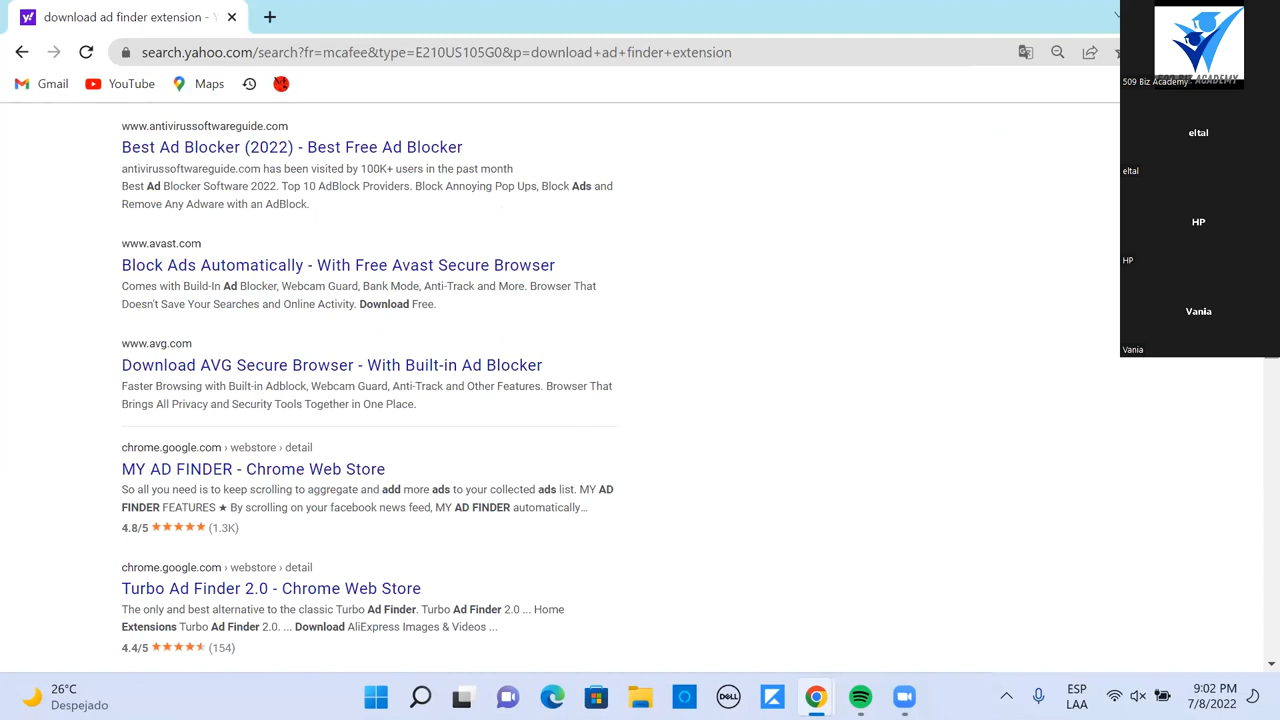 download ad finder extension - Y
search.yahoo.com/search?fr=mcafee&type=E210US105G0&p=download+ad+finder+extension
Gmail YouTube Maps
www.antivirussoftwareguide.com
Best Ad Blocker (2022) - Best Free Ad Blocker
antivirussoftwareguide.com has been visited by 100K+ users in the past month
Best Ad Blocker Software 2022. Top 10 AdBlock Providers. Block Annoying Pop Ups, Block Ads and
Remove Any Adware with an AdBlock.
www.avast.com
Block Ads Automatically - With Free Avast Secure Browser
Comes with Build-In Ad Blocker, Webcam Guard, Bank Mode, Anti-Track and More. Browser That
Doesn't Save Your Searches and Online Activity. Download Free.
www.avg.com
Download AVG Secure Browser - With Built-in Ad Blocker
Faster Browsing with Built-in Adblock, Webcam Guard, Anti-Track and Other Features. Browser That
Brings All Privacy and Security Tools Together in One Place.
chrome.google.com › webstore › detail
MY AD FINDER - Chrome Web Store
So all you need is to keep scrolling to aggregate and add more ads to your collected ads list. MY AD
FINDER FEATURES ★ By scrolling on your facebook news feed, MY AD FINDER automatically...
4.8/5 ★★★★★ (1.3K)
chrome.google.com › webstore › detail
Turbo Ad Finder 2.0 - Chrome Web Store
The only and best alternative to the classic Turbo Ad Finder. Turbo Ad Finder 2.0 ... Home
Extensions Turbo Ad Finder 2.0. ... Download AliExpress Images & Videos ...
4.4/5 (154)
509 BIZ ACADEMY
509 Biz Academy
eltal
eltal
HP
HP
Vania
Vania
26°C
Despejado
DELL
ESP
LAA
9:02 PM
7/8/2022